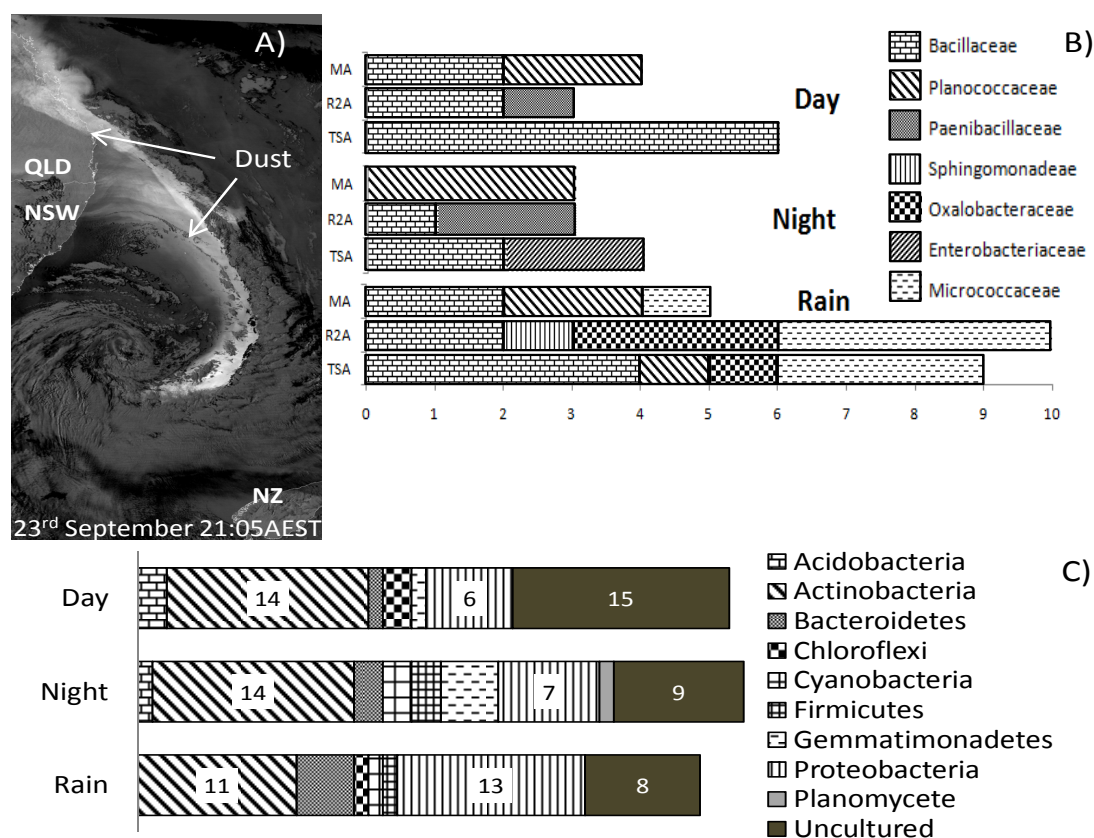 A)
Dust
QLD
NSW
NZ
23rd September 21:05AEST
B)
MA
R2A
TSA
Day
MA
R2A
TSA
Night
MA
R2A
TSA
Rain
0 1 2 3 4 5 6 7 8 9 10
Bacillaceae
Planococcaceae
Paenibacillaceae
Sphingomonadeae
Oxalobacteraceae
Enterobacteriaceae
Micrococcaceae
C)
Day 14 6 15
Night 14 7 9
Rain 11 13 8
Acidobacteria
Actinobacteria
Bacteroidetes
Chloroflexi
Cyanobacteria
Firmicutes
Gemmatimonadetes
Proteobacteria
Planomycete
Uncultured